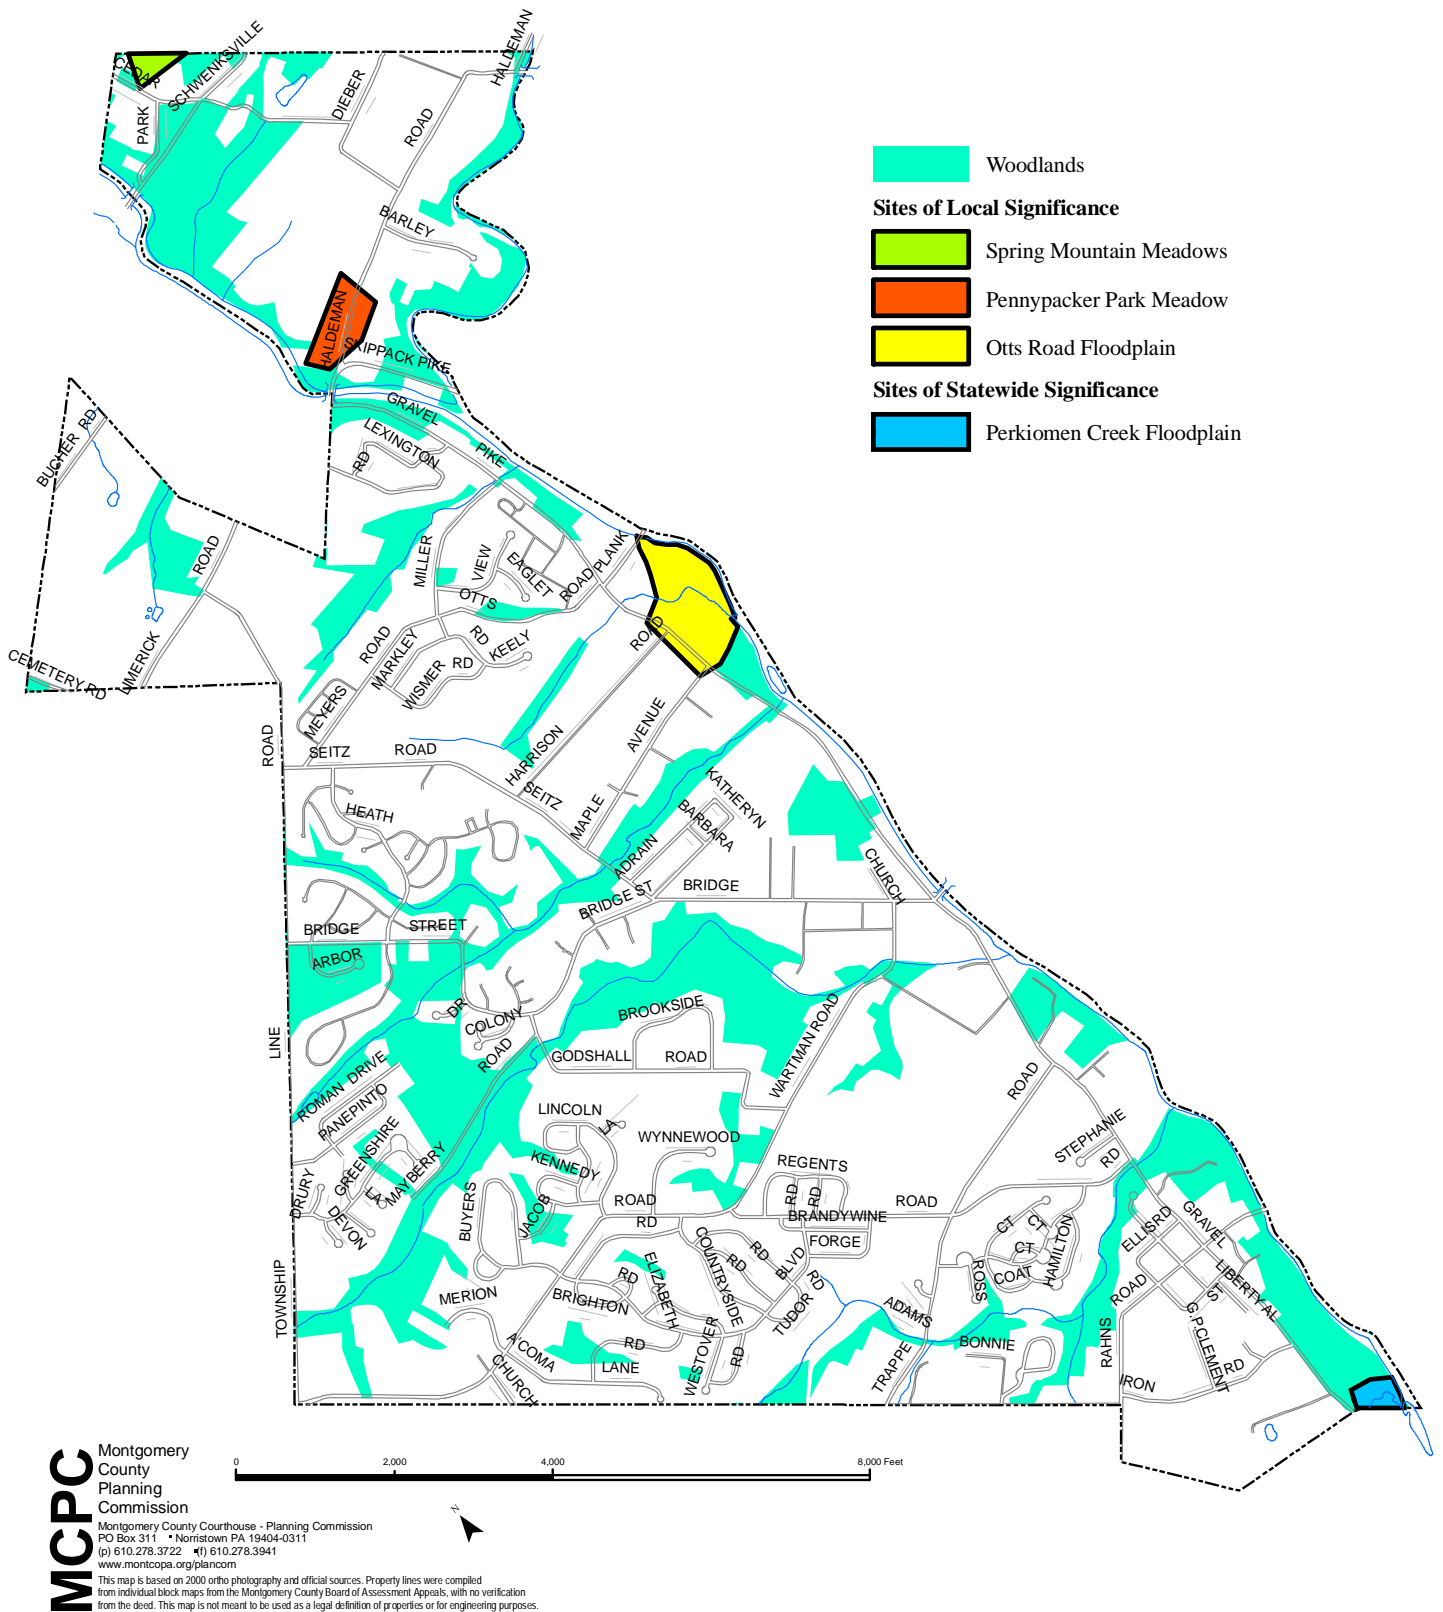 HALDEMAN
SCHWENKSVILLE
CEDAR
PARK
DIEBER
ROAD
BARLEY
HALDEMAN
SKIPPACK PIKE
GRAVEL
PIKE
LEXINGTON
RD
BUCHER RD
ROAD
LIMERICK
CEMETERY RD
MILLER
VIEW
EAGLET
ROAD
PLANK
OTTS
ROAD
RD
KEELY
ROAD
MARKLEY
RD
WISMER
MEYERS
ROAD
SEITZ
ROAD
HARRISON
AVENUE
SEITZ
MAPLE
KATHERYN
BARBARA
HEATH
ADRAIN
BRIDGE ST
BRIDGE
CHURCH
BRIDGE
STREET
ARBOR
DR
COLONY
BROOKSIDE
WARTMAN ROAD
LINE
ROAD
GODSHALL
ROAD
ROMAN DRIVE
PANEPINTO
ROAD
LINCOLN
LA
WYNNEWOOD
STEPHANIE
RD
GREENSHIRE
MAYBERRY
KENNEDY
REGENTS
DRURY
LA
DEVON
BUYERS
JACOB
ROAD
RD
RD
RD
ROAD
BRANDYWINE
FORGE
CT
CT
CT
HAMILTON
COAT
ROSS
ELLIS
RD
GRAVEL
COUNTRYSIDE
RD
RD
BLVD
RD
TUDOR
ELIZABETH
RD
BRIGHTON
MERION
TOWNSHIP
ADAMS
BONNIE
TRAPPE
RAHNS
ROAD
LIBERTY AL
ST
G.P.CLEMENT
RD
IRON
A'COMA
LANE
RD
WESTOVER
RD
CHURCH
Woodlands
Sites of Local Significance
Spring Mountain Meadows
Pennypacker Park Meadow
Otts Road Floodplain
Sites of Statewide Significance
Perkiomen Creek Floodplain
MCPC
Montgomery
County
Planning
Commission
0 2,000 4,000 8,000 Feet
N
Montgomery County Courthouse - Planning Commission
PO Box 311 • Norristown PA 19404-0311
(p) 610.278.3722 •(f) 610.278.3941
www.montcopa.org/plancom
This map is based on 2000 ortho photography and official sources. Property lines were compiled
from individual block maps from the Montgomery County Board of Assessment Appeals, with no verification
from the deed. This map is not meant to be used as a legal definition of properties or for engineering purposes.